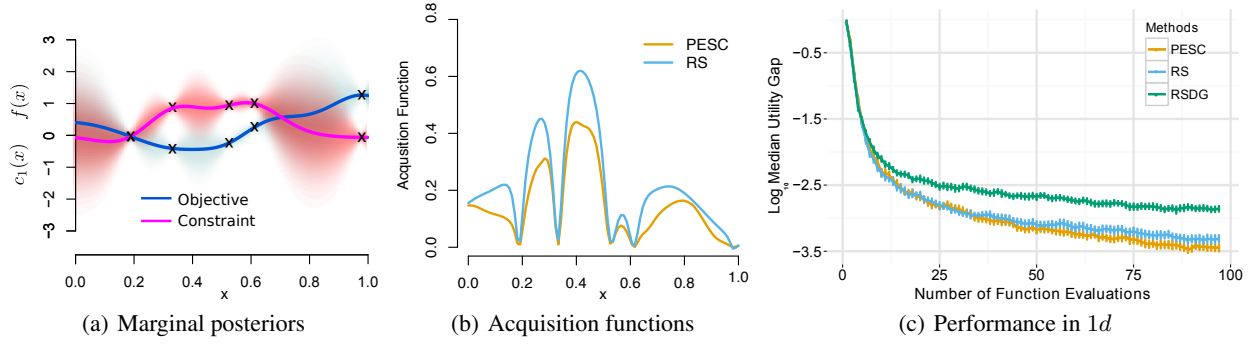 f(x)
c₁(x)
3
2
1
0
−1
−2
−3
Objective
Constraint
0.0 0.2 0.4 0.6 0.8 1.0
x
(a) Marginal posteriors
Acqusition Function
0.8
0.6
0.4
0.2
0.0
PESC
RS
0.0 0.2 0.4 0.6 0.8 1.0
x
(b) Acquisition functions
Log₁₀ Median Utility Gap
−0.5
−1.5
−2.5
−3.5
Methods
PESC
RS
RSDG
0 25 50 75 100
Number of Function Evaluations
(c) Performance in 1d